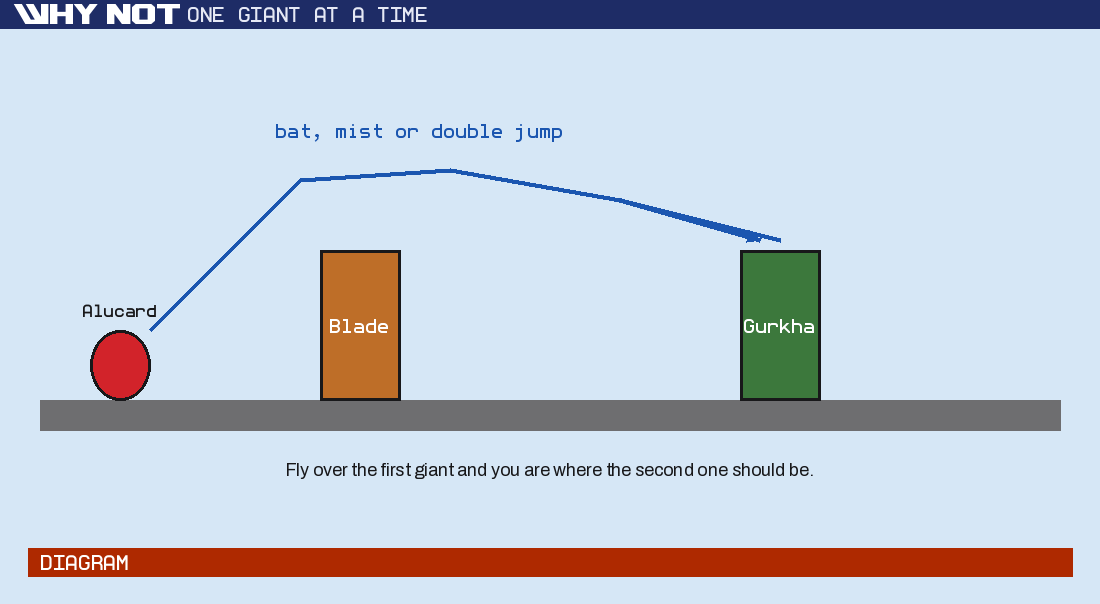 WHY NOT ONE GIANT AT A TIME
bat, mist or double jump
Alucard
Blade
Gurkha
Fly over the first giant and you are where the second one should be.
DIAGRAM